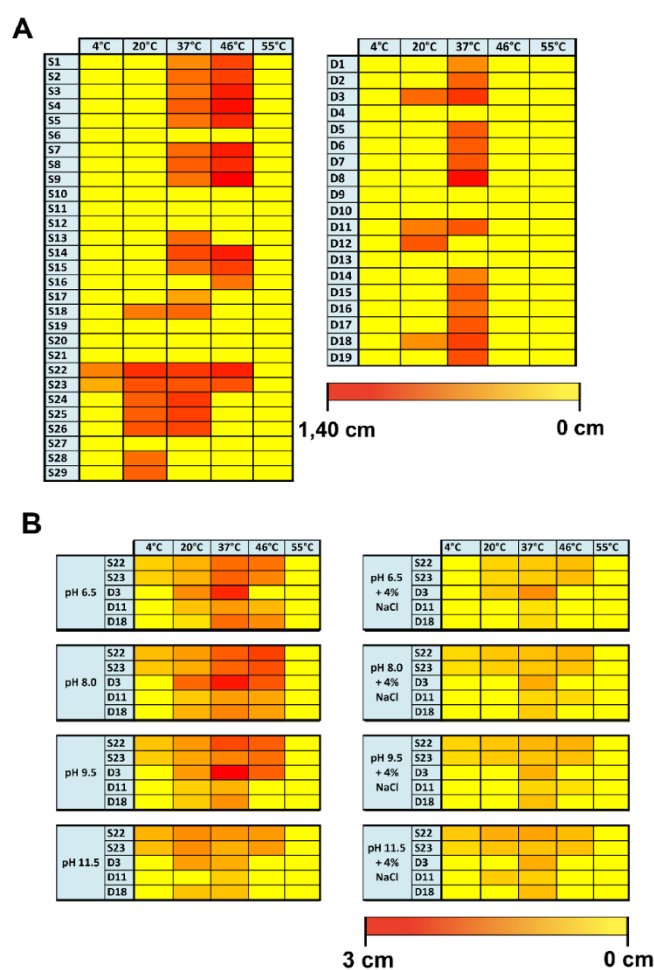 A
4°C 20°C 37°C 46°C 55°C
S1
S2
S3
S4
S5
S6
S7
S8
S9
S10
S11
S12
S13
S14
S15
S16
S17
S18
S19
S20
S21
S22
S23
S24
S25
S26
S27
S28
S29
4°C 20°C 37°C 46°C 55°C
D1
D2
D3
D4
D5
D6
D7
D8
D9
D10
D11
D12
D13
D14
D15
D16
D17
D18
D19
1,40 cm 0 cm
B
4°C 20°C 37°C 46°C 55°C
pH 6.5
S22
S23
D3
D11
D18
pH 8.0
S22
S23
D3
D11
D18
pH 9.5
S22
S23
D3
D11
D18
pH 11.5
S22
S23
D3
D11
D18
4°C 20°C 37°C 46°C 55°C
pH 6.5
+ 4%
NaCl
S22
S23
D3
D11
D18
pH 8.0
+ 4%
NaCl
S22
S23
D3
D11
D18
pH 9.5
+ 4%
NaCl
S22
S23
D3
D11
D18
pH 11.5
+ 4%
NaCl
S22
S23
D3
D11
D18
3 cm 0 cm